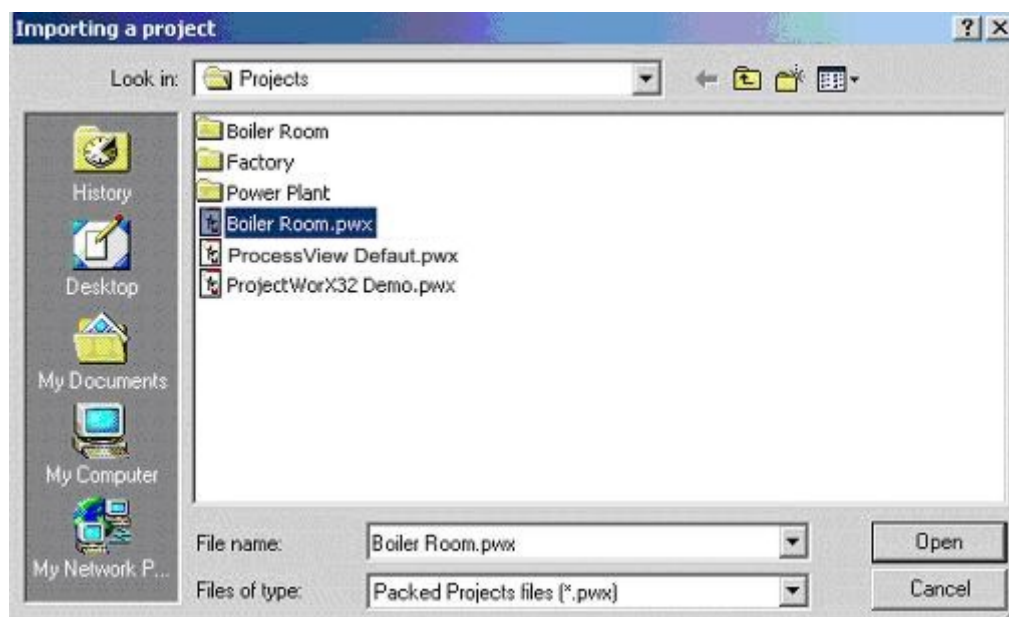 Importing a project
Look in: Projects
Boiler Room
Factory
Power Plant
Boiler Room.pwx
ProcessView Defaut.pwx
ProjectWorX32 Demo.pwx
History
Desktop
My Documents
My Computer
My Network P...
File name: Boiler Room.pwx Open
Files of type: Packed Projects files (*.pwx) Cancel